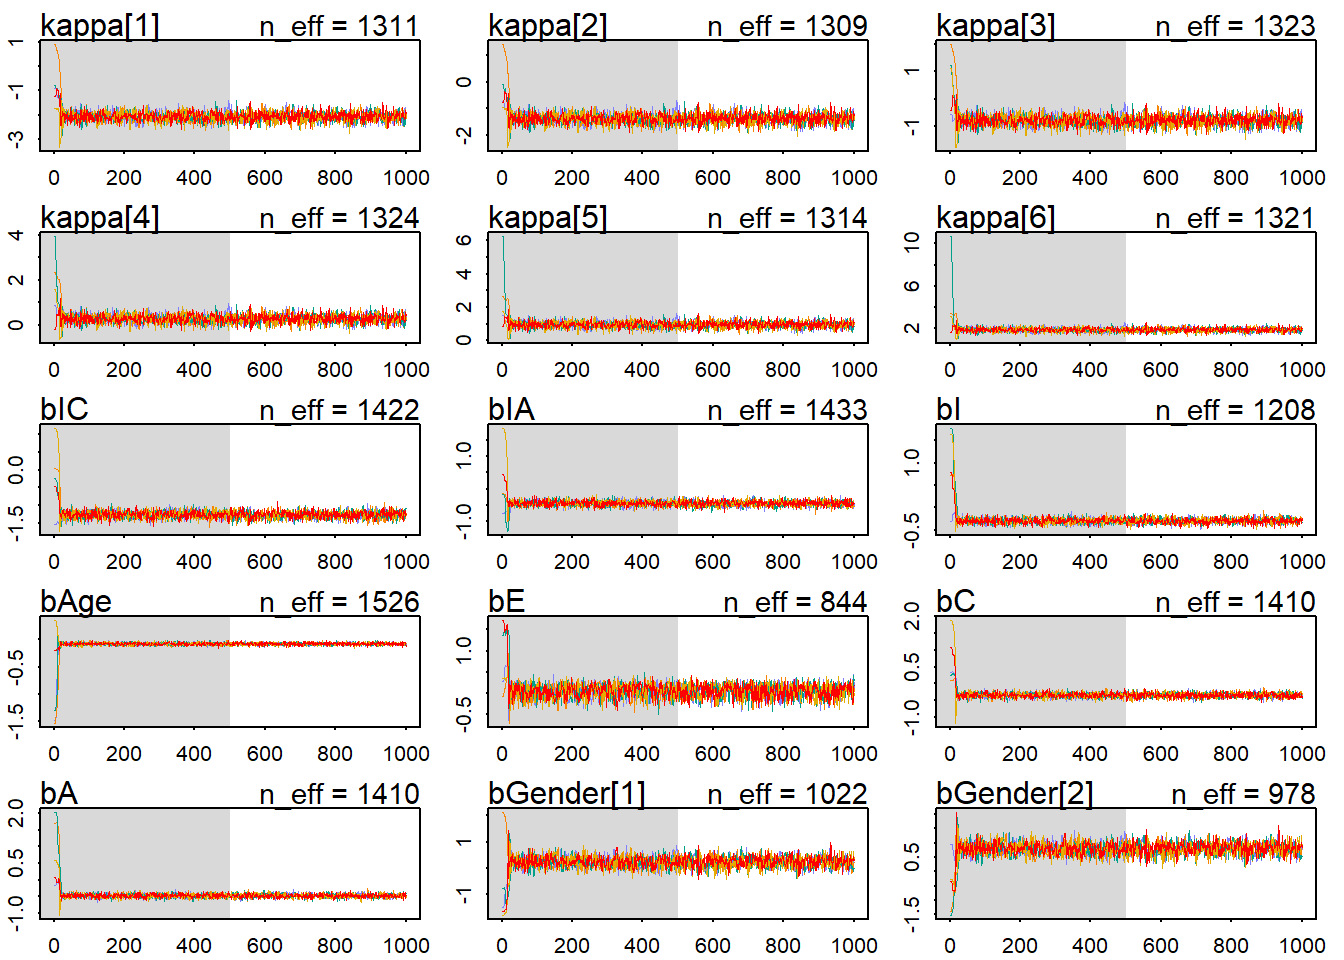 kappa[1] n_eff = 1311
kappa[2] n_eff = 1309
kappa[3] n_eff = 1323
1
-1
-3
0
-2
1
-1
0 200 400 600 800 1000
0 200 400 600 800 1000
0 200 400 600 800 1000
kappa[4] n_eff = 1324
kappa[5] n_eff = 1314
kappa[6] n_eff = 1321
4
2
0
6
4
2
0
10
6
2
0 200 400 600 800 1000
0 200 400 600 800 1000
0 200 400 600 800 1000
bIC n_eff = 1422
bIA n_eff = 1433
bI n_eff = 1208
0.0
-1.5
1.0
-1.0
1.0
-0.5
0 200 400 600 800 1000
0 200 400 600 800 1000
0 200 400 600 800 1000
bAge n_eff = 1526
bE n_eff = 844
bC n_eff = 1410
-0.5
-1.5
1.0
-0.5
2.0
0.5
-1.0
0 200 400 600 800 1000
0 200 400 600 800 1000
0 200 400 600 800 1000
bA n_eff = 1410
bGender[1] n_eff = 1022
bGender[2] n_eff = 978
2.0
0.5
-1.0
1
-1
0.5
-1.5
0 200 400 600 800 1000
0 200 400 600 800 1000
0 200 400 600 800 1000